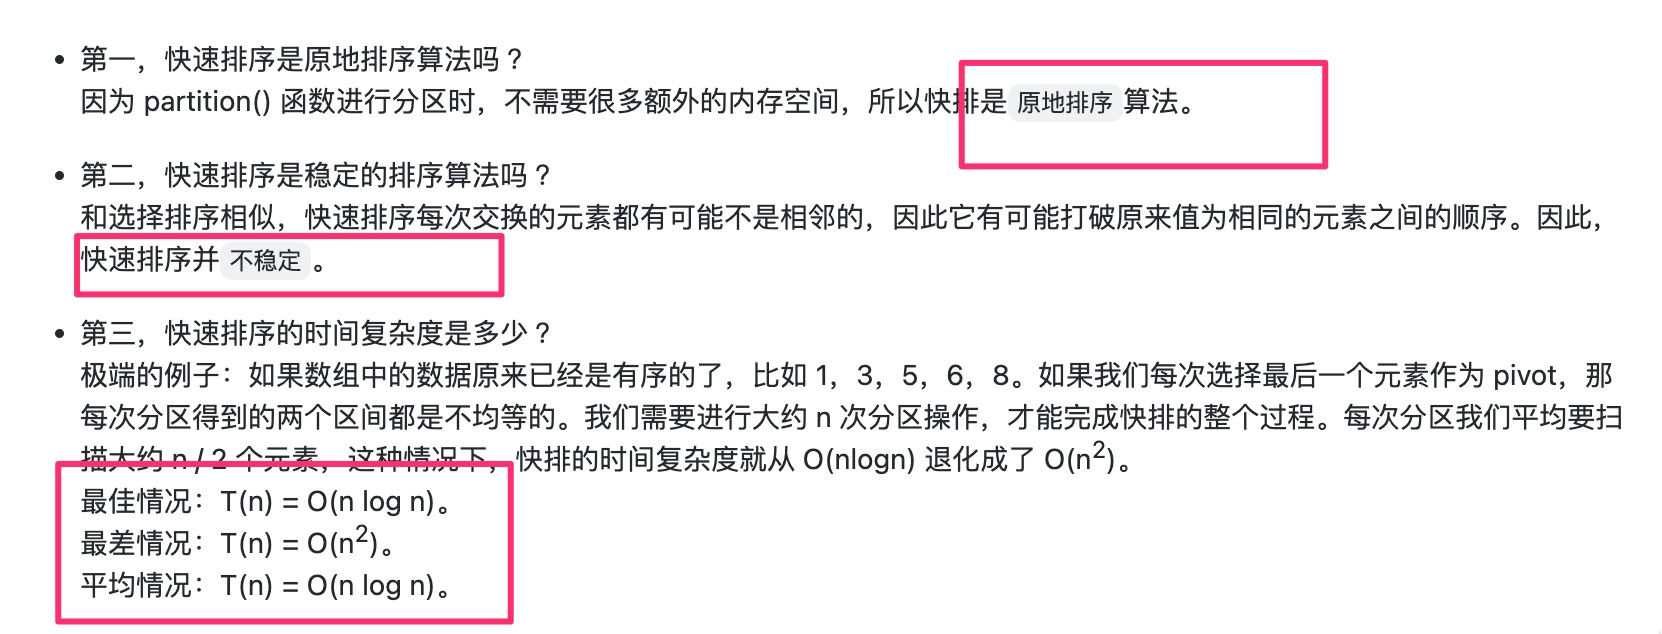 第一，快速排序是原地排序算法吗？
因为 partition() 函数进行分区时，不需要很多额外的内存空间，所以快排是 原地排序 算法。
第二，快速排序是稳定的排序算法吗？
和选择排序相似，快速排序每次交换的元素都有可能不是相邻的，因此它有可能打破原来值为相同的元素之间的顺序。因此，
快速排序并 不稳定 。
第三，快速排序的时间复杂度是多少？
极端的例子：如果数组中的数据原来已经是有序的了，比如 1，3，5，6，8。如果我们每次选择最后一个元素作为 pivot，那
每次分区得到的两个区间都是不均等的。我们需要进行大约 n 次分区操作，才能完成快排的整个过程。每次分区我们平均要扫
描大约 n / 2 个元素，这种情况下，快排的时间复杂度就从 O(nlogn) 退化成了 O(n²)。
最佳情况：T(n) = O(n log n)。
最差情况：T(n) = O(n²)。
平均情况：T(n) = O(n log n)。